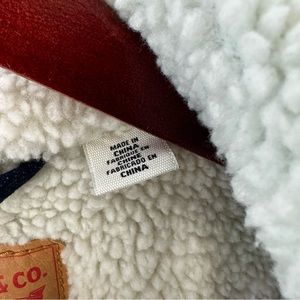 MADE IN
CHINA
FABRIQUÉ EN
CHINE
FABRICADO EN
CHINA
& CO.